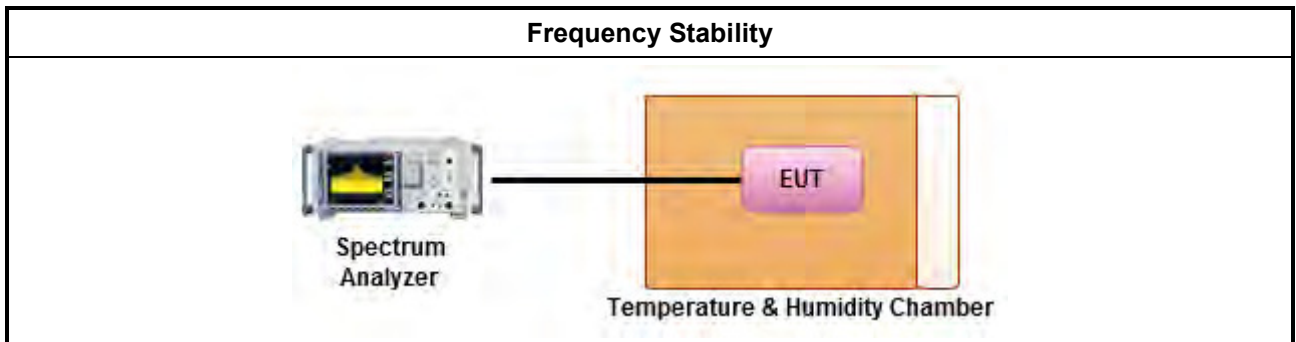 Frequency Stability
EUT
Spectrum
Analyzer
Temperature & Humidity Chamber